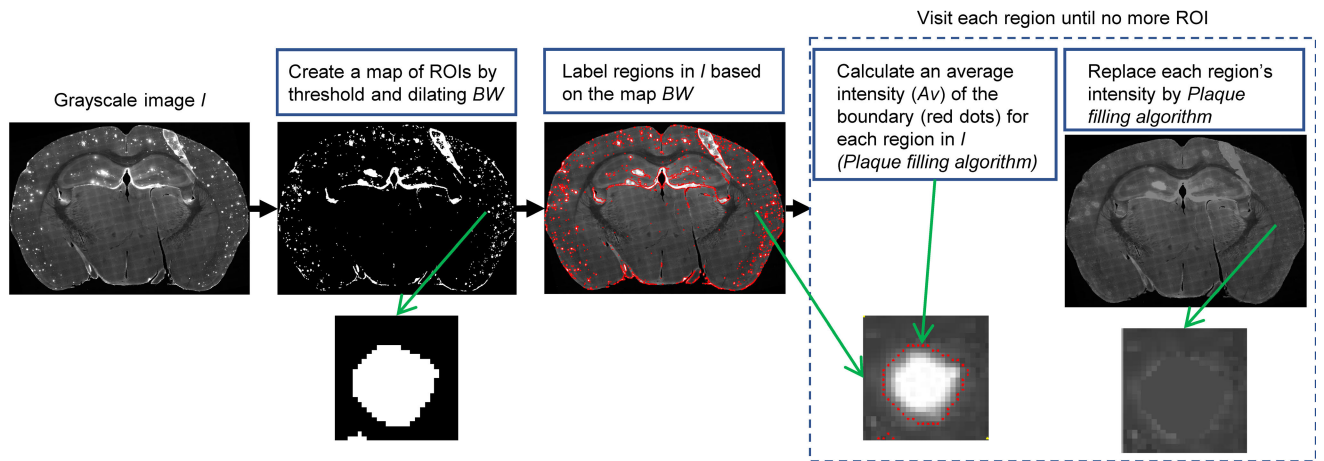 Visit each region until no more ROI
Grayscale image I
Create a map of ROIs by
threshold and dilating BW
Label regions in I based
on the map BW
Calculate an average
intensity (Av) of the
boundary (red dots) for
each region in I
(Plaque filling algorithm)
Replace each region's
intensity by Plaque
filling algorithm